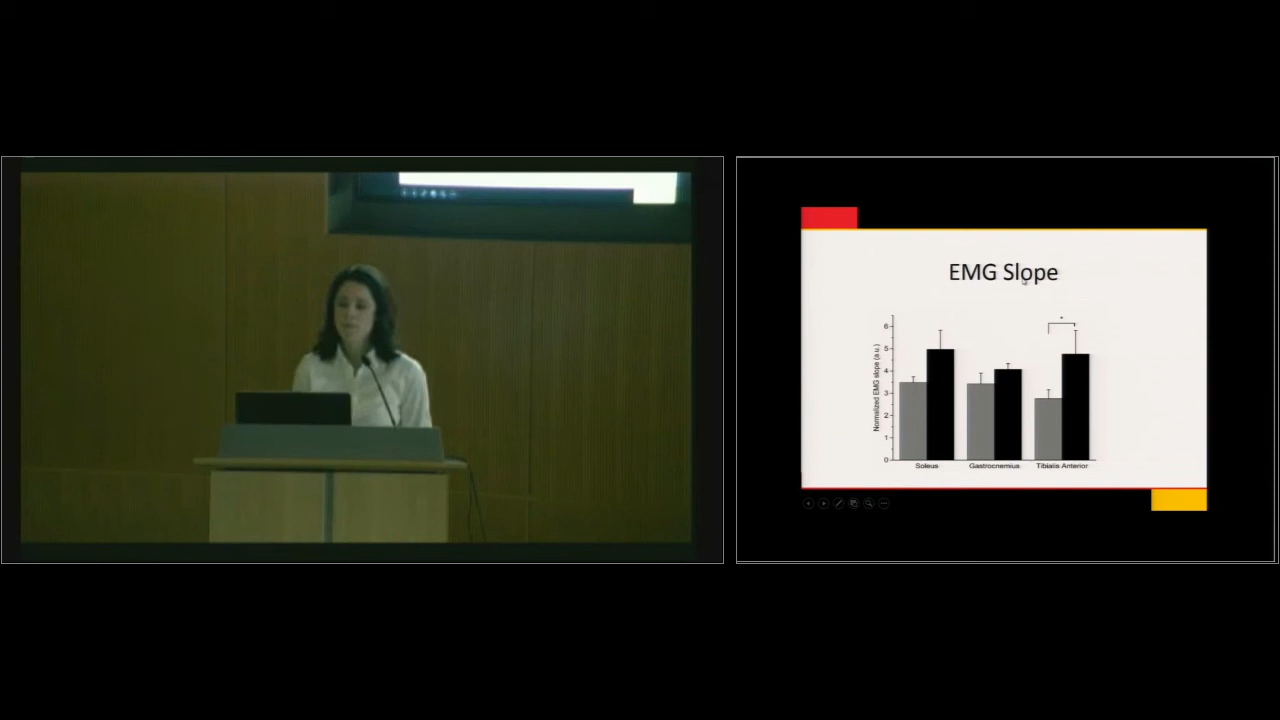 EMG Slope
*
Normalized EMG slope (a.u.)
6
5
4
3
2
1
0
Soleus
Gastrocnemius
Tibialis Anterior